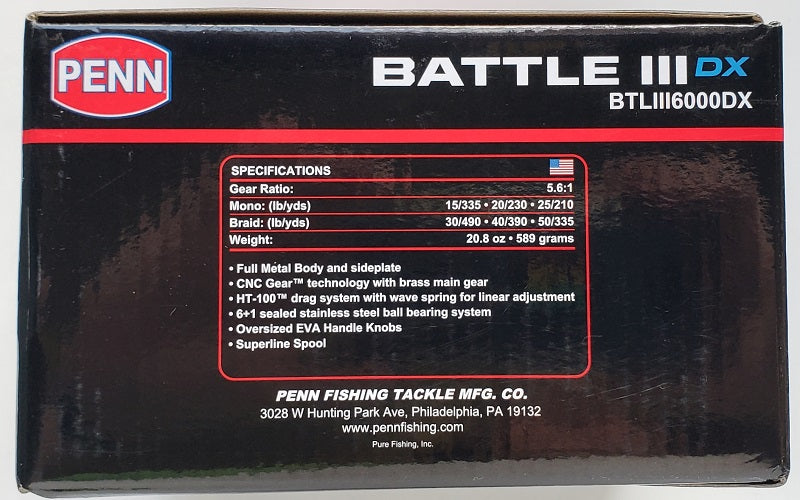 PENN
BATTLE III DX
BTLIII6000DX
SPECIFICATIONS
Gear Ratio: 5.6:1
Mono: (lb/yds) 15/335 • 20/230 • 25/210
Braid: (lb/yds) 30/490 • 40/390 • 50/335
Weight: 20.8 oz • 589 grams
• Full Metal Body and sideplate
• CNC Gear™ technology with brass main gear
• HT-100™ drag system with wave spring for linear adjustment
• 6+1 sealed stainless steel ball bearing system
• Oversized EVA Handle Knobs
• Superline Spool
PENN FISHING TACKLE MFG. CO.
3028 W Hunting Park Ave, Philadelphia, PA 19132
www.pennfishing.com
Pure Fishing, Inc.